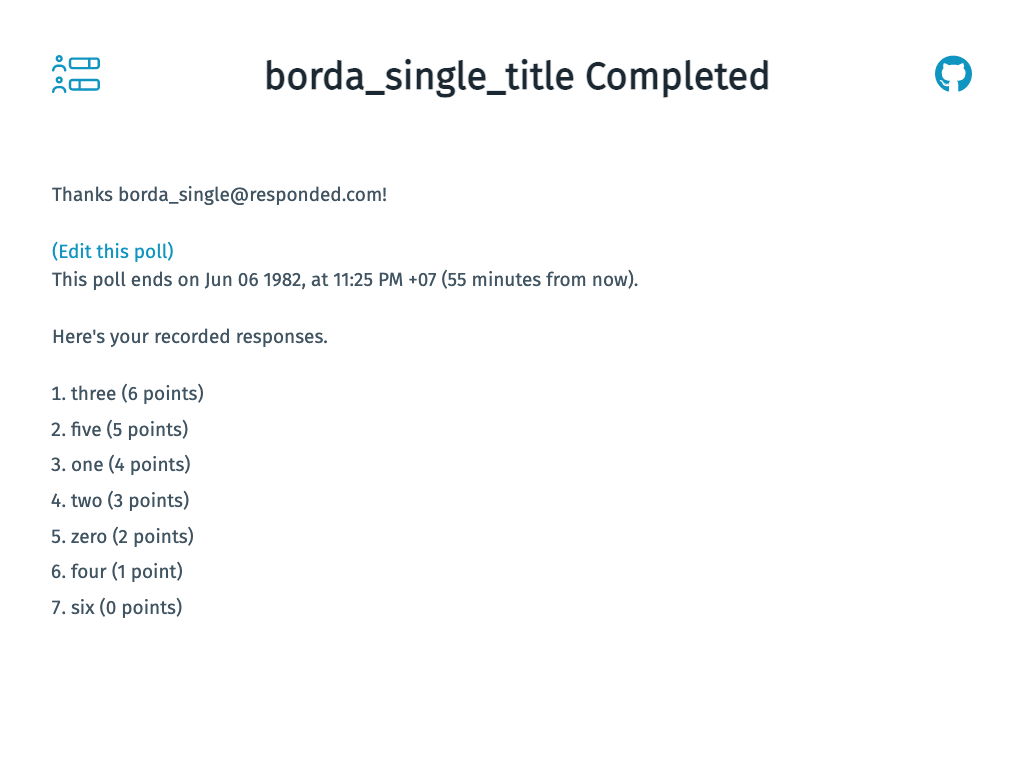 borda_single_title Completed
Thanks borda_single@responded.com!
(Edit this poll)
This poll ends on Jun 06 1982, at 11:25 PM +07 (55 minutes from now).
Here's your recorded responses.
1. three (6 points)
2. five (5 points)
3. one (4 points)
4. two (3 points)
5. zero (2 points)
6. four (1 point)
7. six (0 points)